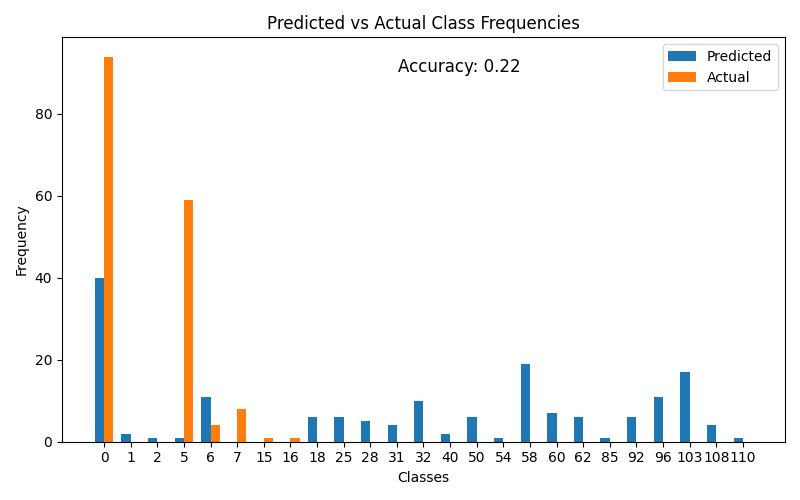 Predicted vs Actual Class Frequencies
Accuracy: 0.22
Predicted
Actual
80
60
40
20
0
Frequency
0 1 2 5 6 7 15 16 18 25 28 31 32 40 50 54 58 60 62 85 92 96 103 108 110
Classes